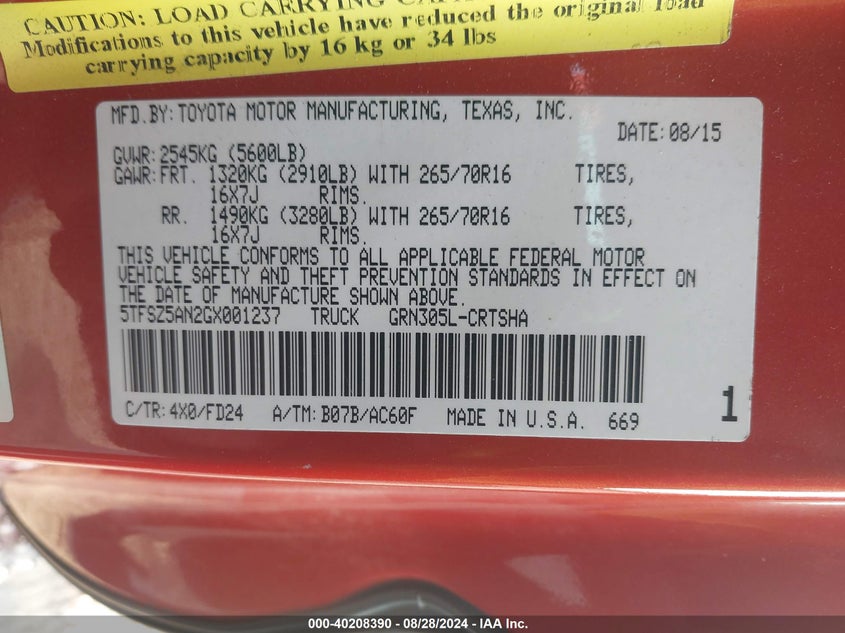 CAUTION: LOAD CARRYING
Modifications to this vehicle have reduced the original load
carrying capacity by 16 kg or 34 lbs
MFD.BY: TOYOTA MOTOR MANUFACTURING, TEXAS, INC.
DATE: 08/15
GVWR: 2545KG (5600LB)
GAWR: FRT. 1320KG (2910LB) WITH 265/70R16 TIRES,
16X7J RIMS.
RR. 1490KG (3280LB) WITH 265/70R16 TIRES,
16X7J RIMS.
THIS VEHICLE CONFORMS TO ALL APPLICABLE FEDERAL MOTOR
VEHICLE SAFETY AND THEFT PREVENTION STANDARDS IN EFFECT ON
THE DATE OF MANUFACTURE SHOWN ABOVE.
5TFSZ5AN2GX001237 TRUCK GRN305L-CRTSHA
C/TR: 4X0/FD24 A/TM: B07B/AC60F MADE IN U.S.A. 669
1
000-40208390 - 08/28/2024 - IAA Inc.